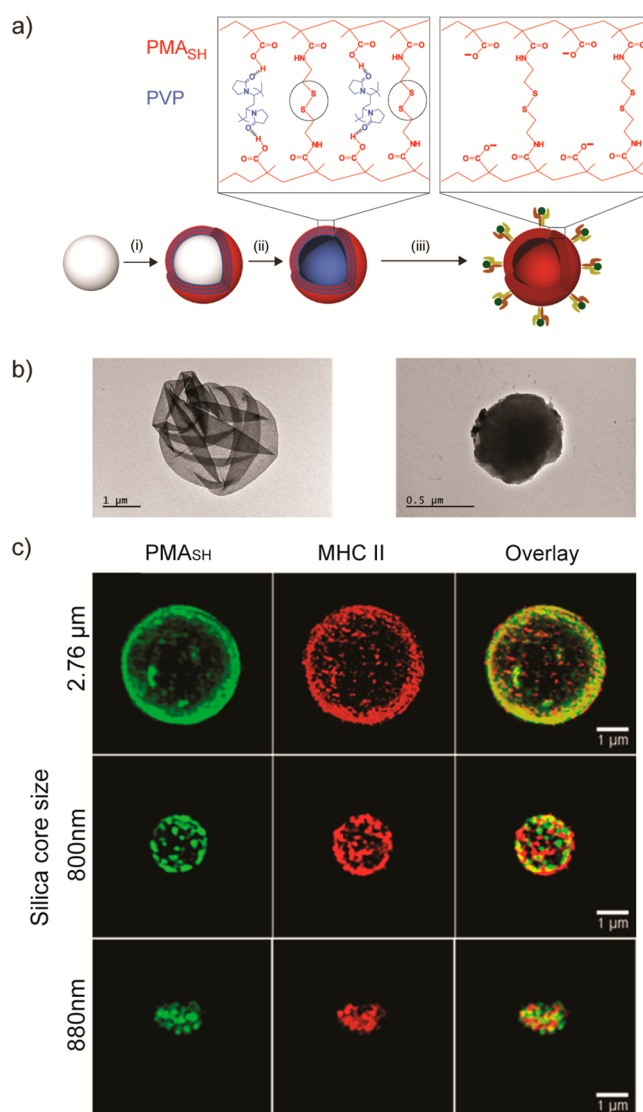 a)
PMASH
PVP
(i)
(ii)
(iii)
b)
1 µm
0.5 µm
c)
PMASH
MHC II
Overlay
Silica core size
2.76 µm
1 µm
800nm
1 µm
880nm
1 µm